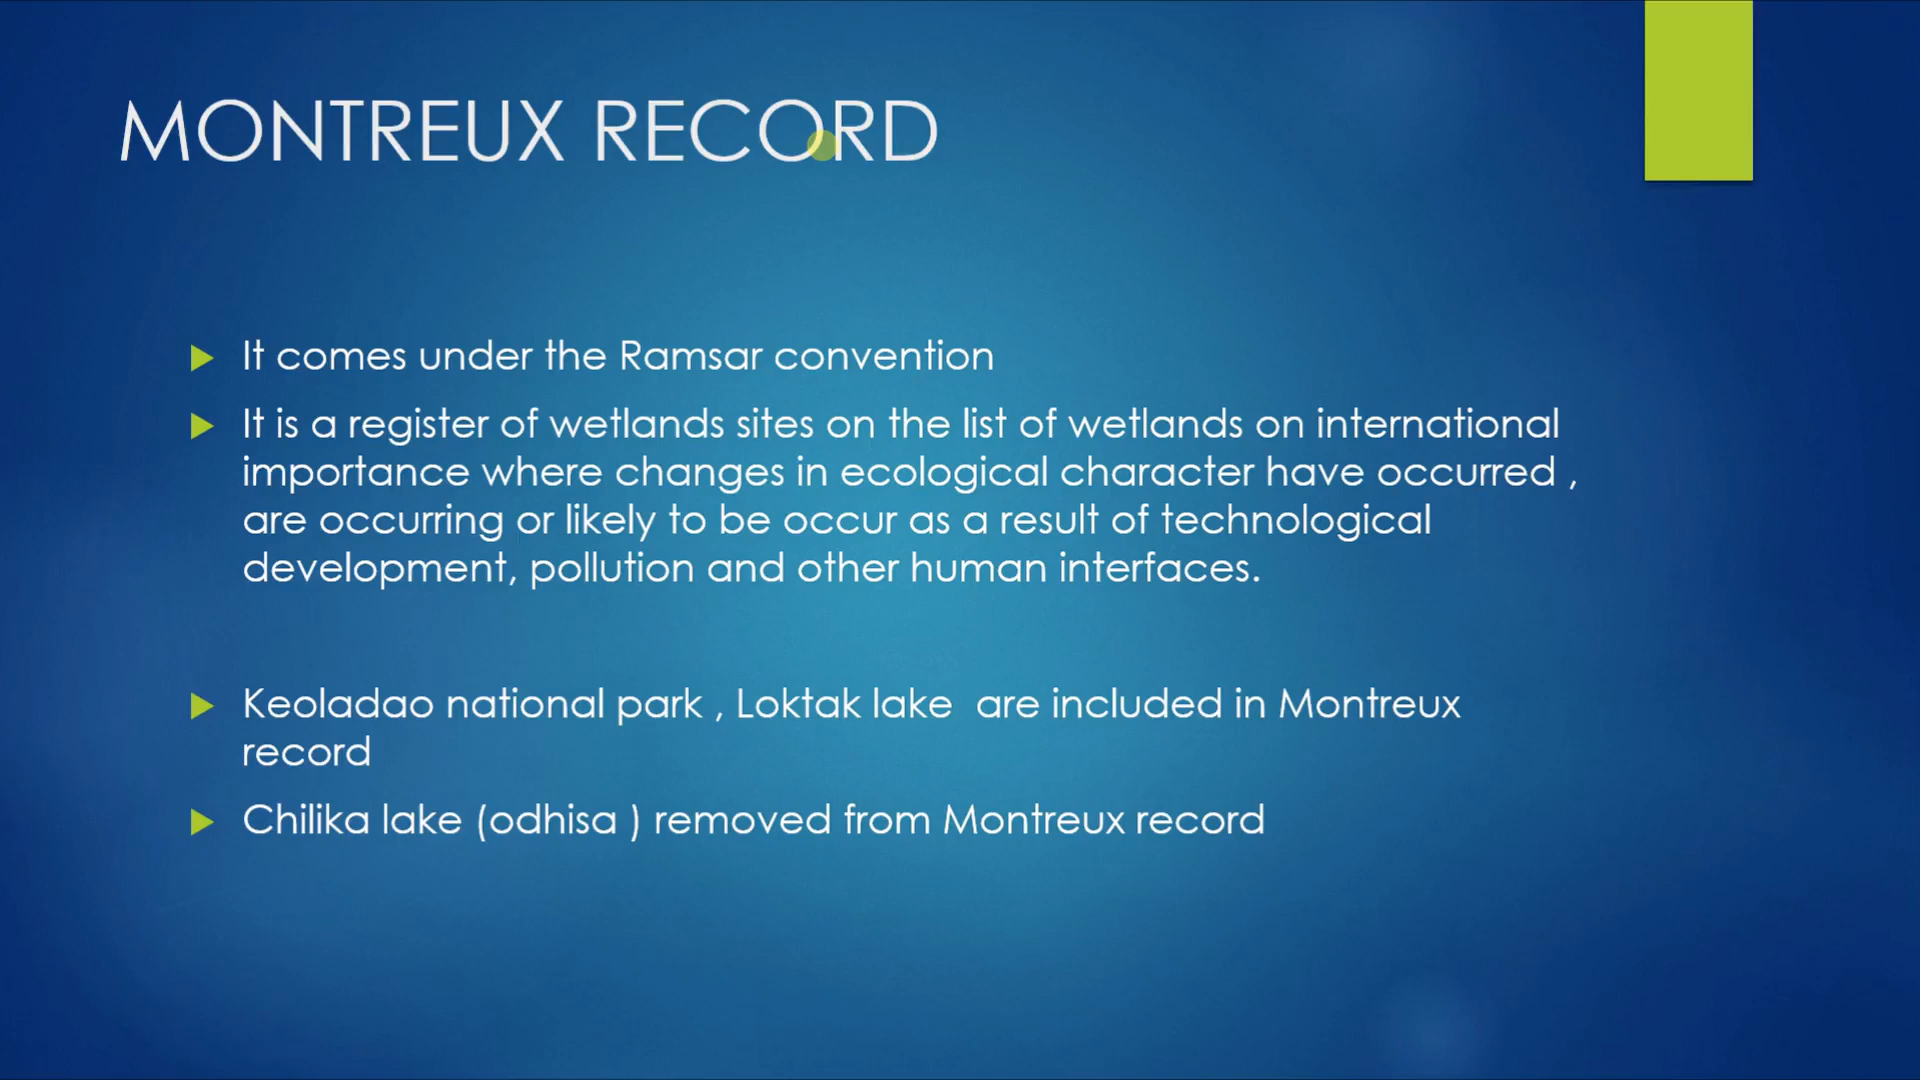 MONTREUX RECORD
It comes under the Ramsar convention
It is a register of wetlands sites on the list of wetlands on international
importance where changes in ecological character have occurred ,
are occurring or likely to be occur as a result of technological
development, pollution and other human interfaces.
Keoladao national park , Loktak lake  are included in Montreux
record
Chilika lake (odhisa ) removed from Montreux record